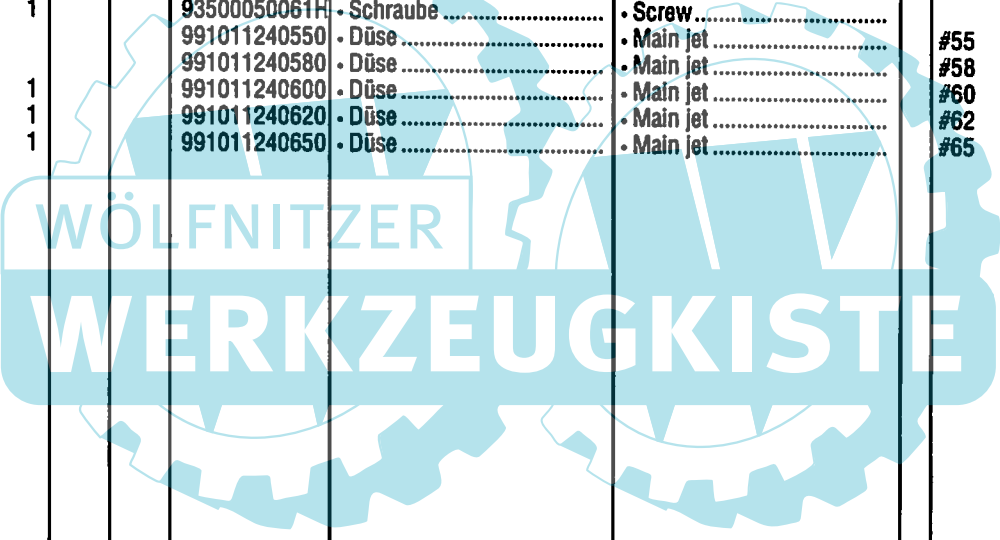 1 93500050061H • Schraube ........................ • Screw ........................
991011240550 • Düse ........................ • Main jet ........................ #55
991011240580 • Düse ........................ • Main jet ........................ #58
1 991011240600 • Düse ........................ • Main jet ........................ #60
1 991011240620 • Düse ........................ • Main jet ........................ #62
1 991011240650 • Düse ........................ • Main jet ........................ #65
WÖLFNITZER
WERKZEUGKISTE